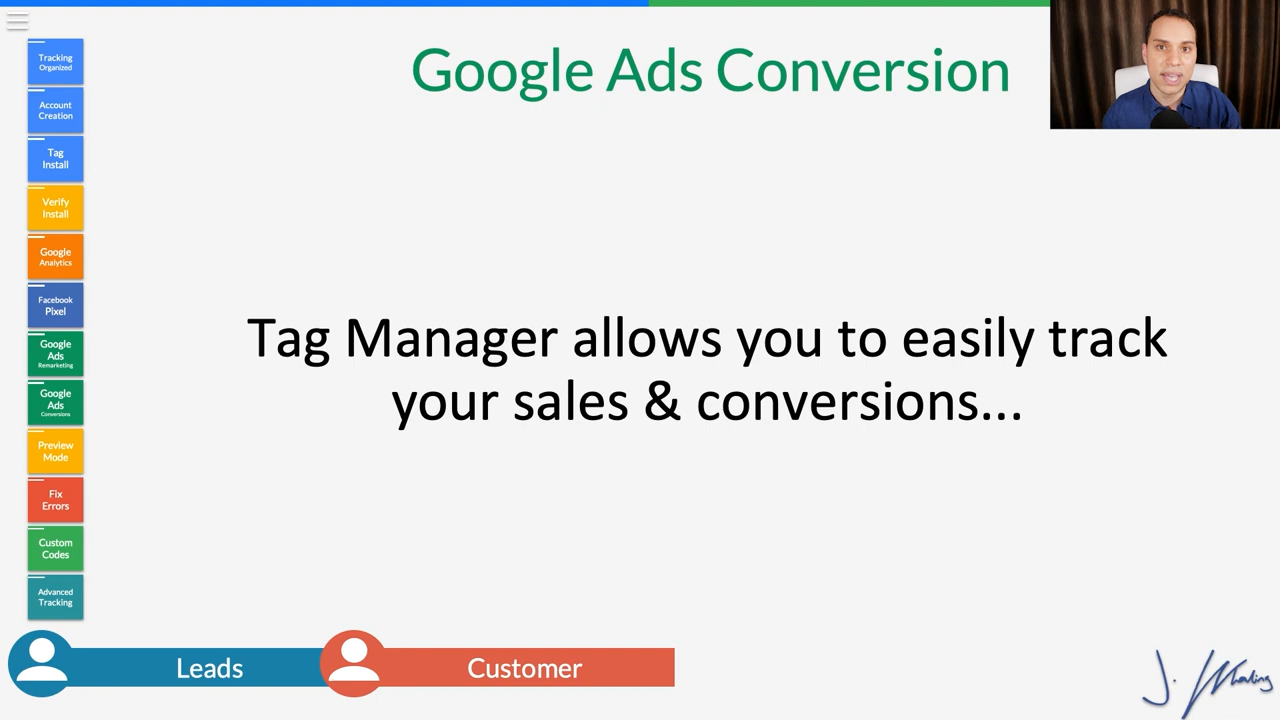 Google Ads Conversion
Tracking
Organized
Account
Creation
Tag
Install
Verify
Install
Google
Analytics
Facebook
Pixel
Google
Ads
Remarketing
Google
Ads
Conversions
Preview
Mode
Fix
Errors
Custom
Codes
Advanced
Tracking
Tag Manager allows you to easily track
your sales & conversions...
Leads
Customer